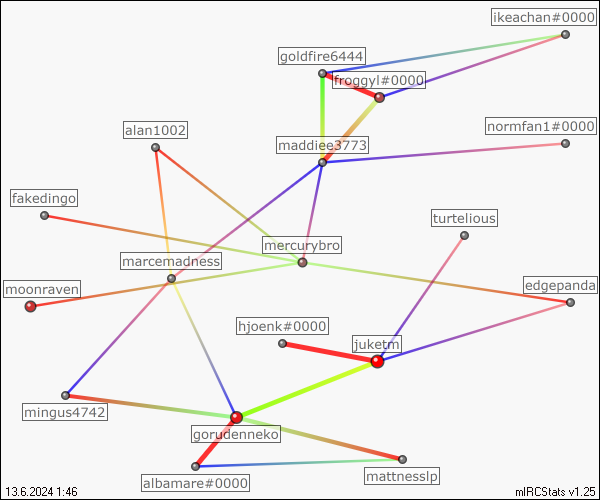 ikeachan#0000
goldfire6444
froggyl#0000
normfan1#0000
alan1002
maddiee3773
fakedingo
turtelious
mercurybro
marcemadness
moonraven
edgepanda
hjoenk#0000
juketm
mingus4742
gorudenneko
mattnesslp
albamare#0000
13.6.2024 1:46
mIRCStats v1.25